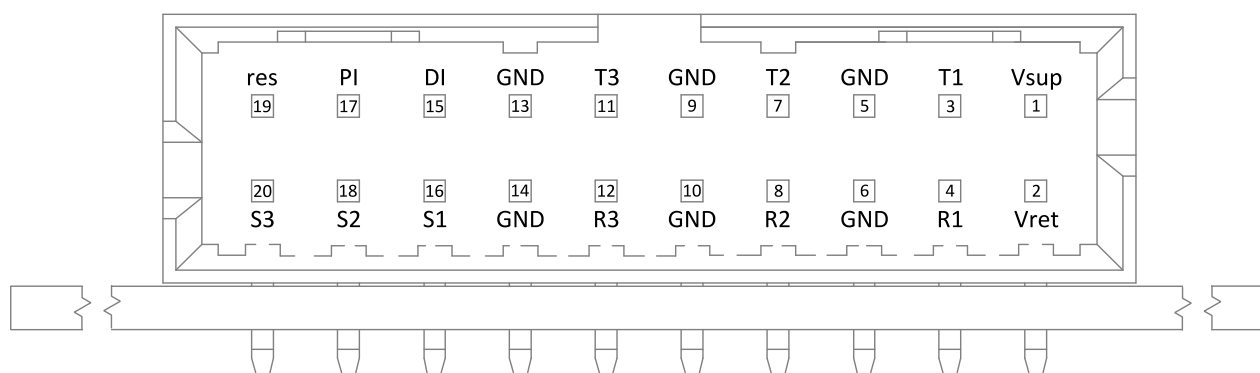 res PI DI GND T3 GND T2 GND T1 Vsup
19 17 15 13 11 9 7 5 3 1
20 18 16 14 12 10 8 6 4 2
S3 S2 S1 GND R3 GND R2 GND R1 Vret